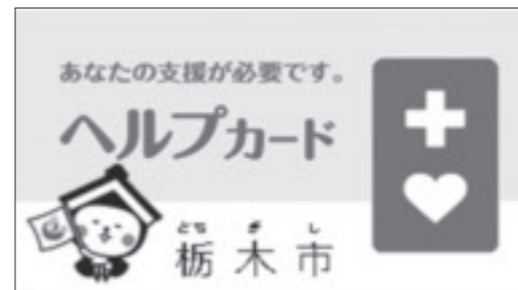 あなたの支援が必要です。
ヘルプカード
とち ぎ し
栃木市